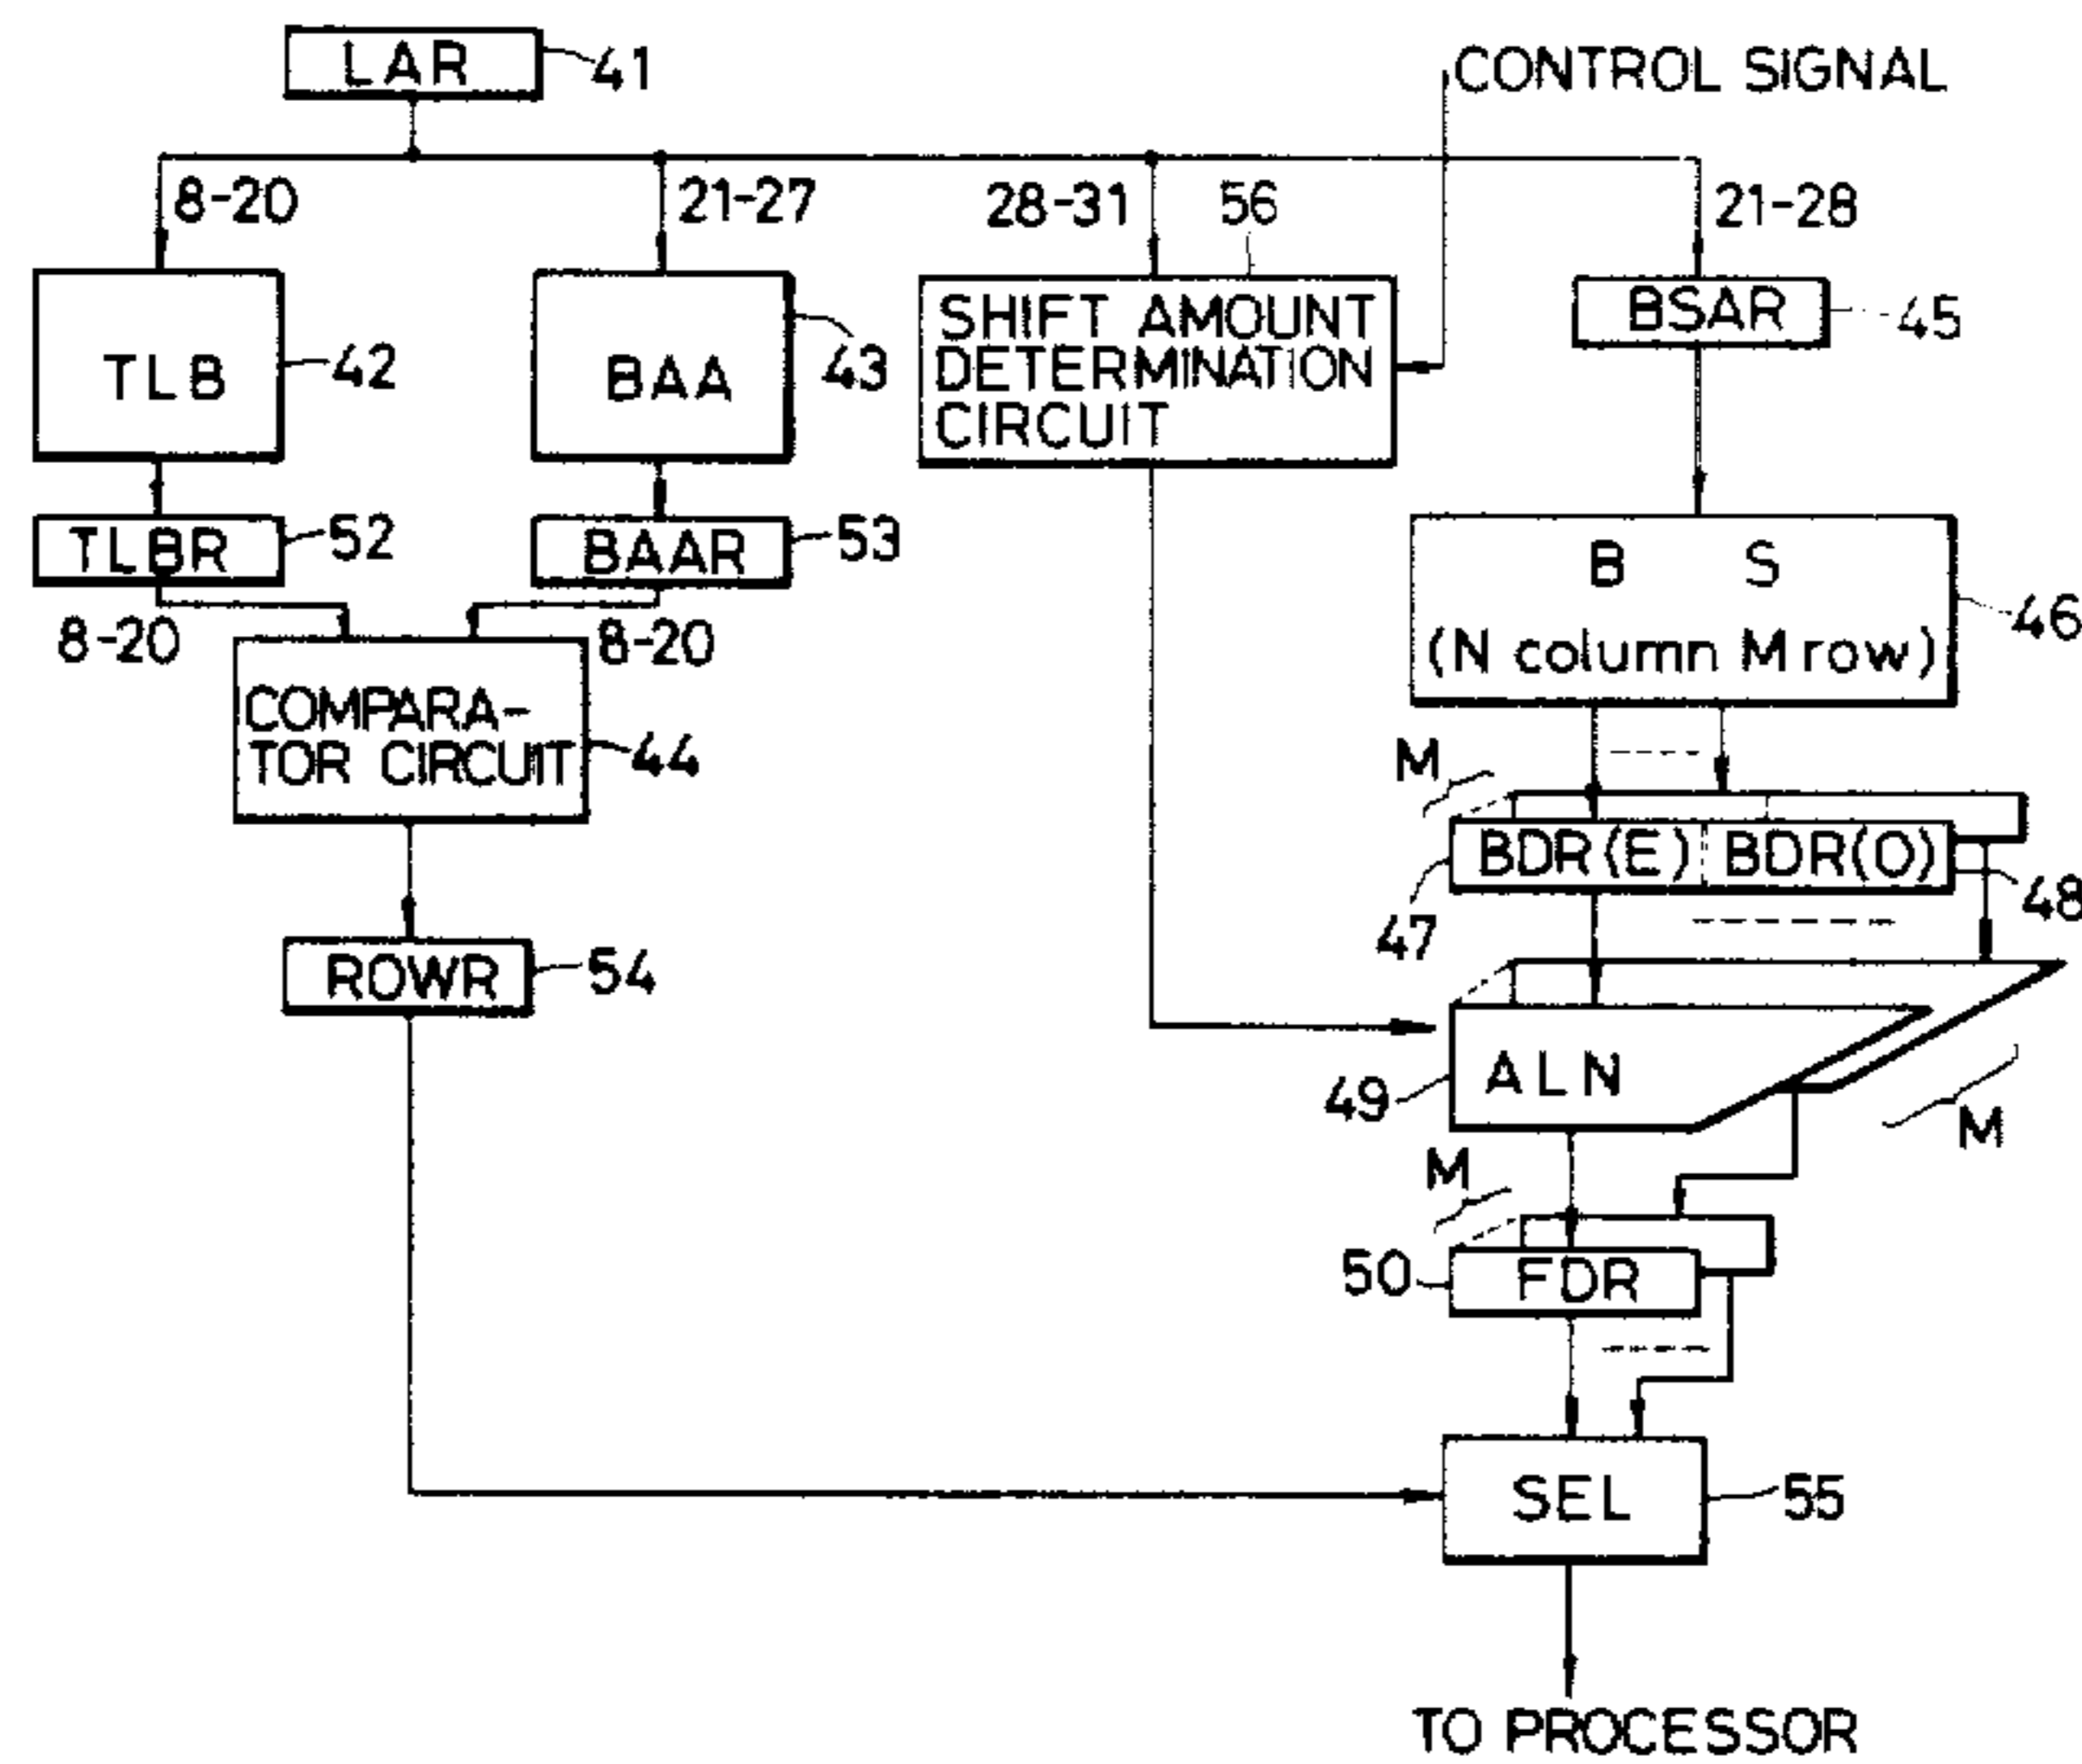 LAR
41
CONTROL SIGNAL
8-20
21-27
28-31
56
21-28
TLB
42
BAA
43
SHIFT AMOUNT
DETERMINATION
CIRCUIT
BSAR
45
TLBR
52
BAAR
53
B S
(N column M row)
46
8-20
8-20
COMPARA-
TOR CIRCUIT
44
M
BDR(E)
BDR(O)
47
48
ROWR
54
ALN
49
M
M
FDR
50
SEL
55
TO PROCESSOR